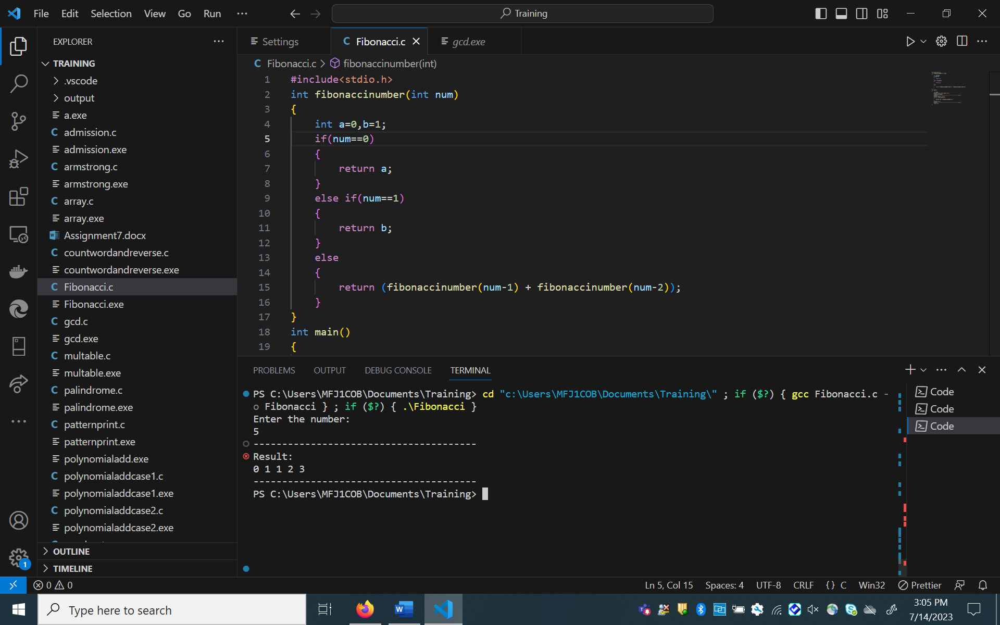 File Edit Selection View Go Run ··· Training
EXPLORER ···
Settings Fibonacci.c gcd.exe
TRAINING
.vscode
output
a.exe
admission.c
admission.exe
armstrong.c
armstrong.exe
array.c
array.exe
Assignment7.docx
countwordandreverse.c
countwordandreverse.exe
Fibonacci.c
Fibonacci.exe
gcd.c
gcd.exe
multable.c
multable.exe
palindrome.c
palindrome.exe
patternprint.c
patternprint.exe
polynomialadd.exe
polynomialaddcase1.c
polynomialaddcase1.exe
polynomialaddcase2.c
polynomialaddcase2.exe
OUTLINE
TIMELINE
1
C Fibonacci.c > fibonaccinumber(int)
1 #include<stdio.h>
2 int fibonaccinumber(int num)
3 {
4 int a=0,b=1;
5 if(num==0)
6 {
7 return a;
8 }
9 else if(num==1)
10 {
11 return b;
12 }
13 else
14 {
15 return (fibonaccinumber(num-1) + fibonaccinumber(num-2));
16 }
17 }
18 int main()
19 {
PROBLEMS OUTPUT DEBUG CONSOLE TERMINAL
PS C:\Users\MFJ1COB\Documents\Training> cd "c:\Users\MFJ1COB\Documents\Training\" ; if ($?) { gcc Fibonacci.c -
o Fibonacci } ; if ($?) { .\Fibonacci }
Enter the number:
5
---------------------------------------
Result:
0 1 1 2 3
---------------------------------------
PS C:\Users\MFJ1COB\Documents\Training>
Code
Code
Code
0 0 Ln 5, Col 15 Spaces: 4 UTF-8 CRLF {} C Win32 Prettier
Type here to search
3:05 PM
7/14/2023